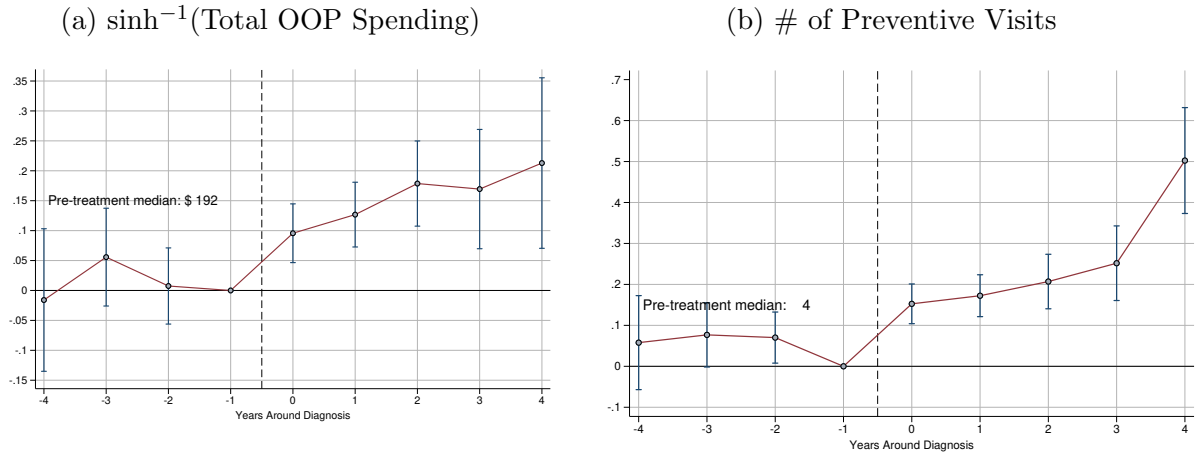 (a) sinh⁻¹(Total OOP Spending)
.35
.3
.25
.2
.15
.1
.05
0
-.05
-.1
-.15
Pre-treatment median: $ 192
-4 -3 -2 -1 0 1 2 3 4
Years Around Diagnosis
(b) # of Preventive Visits
.7
.6
.5
.4
.3
.2
.1
0
-.1
Pre-treatment median: 4
-4 -3 -2 -1 0 1 2 3 4
Years Around Diagnosis